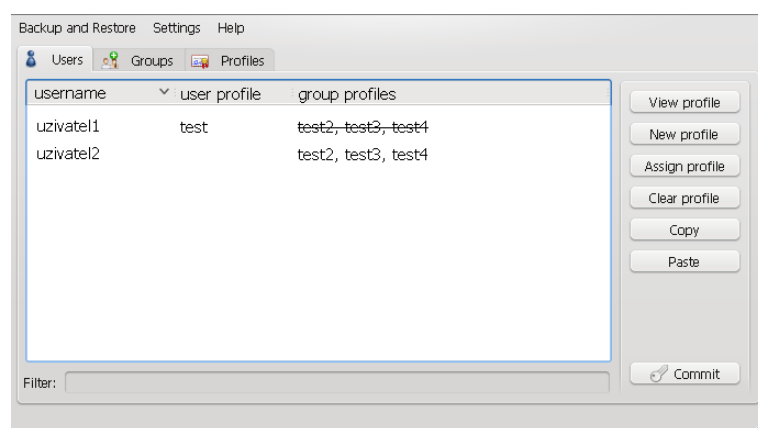 Backup and Restore Settings Help
Users Groups Profiles
username user profile group profiles
uzivatel1 test test2, test3, test4
uzivatel2 test2, test3, test4
View profile
New profile
Assign profile
Clear profile
Copy
Paste
Commit
Filter: